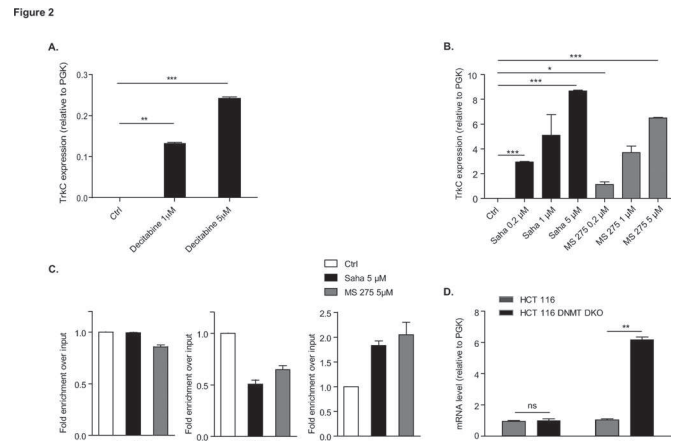 Figure 2
A.
TrkC expression (relative to PGK)
0.3
0.2
0.1
0.0
***
**
Ctrl
Decitabine 1µM
Decitabine 5µM
B.
TrkC expression (relative to PGK)
10
8
6
4
2
0
***
*
***
***
Ctrl
Saha 0,2 µM
Saha 1 µM
Saha 5 µM
MS 275 0,2 µM
MS 275 1 µM
MS 275 5 µM
C.
Ctrl
Saha 5 µM
MS 275 5µM
Fold enrichment over input
1.0
0.5
0.0
Fold enrichment over input
1.0
0.5
0.0
Fold enrichment over input
2.5
2.0
1.5
1.0
0.5
0.0
D.
HCT 116
HCT 116 DNMT DKO
mRNA level (relative to PGK)
8
6
4
2
0
ns
**